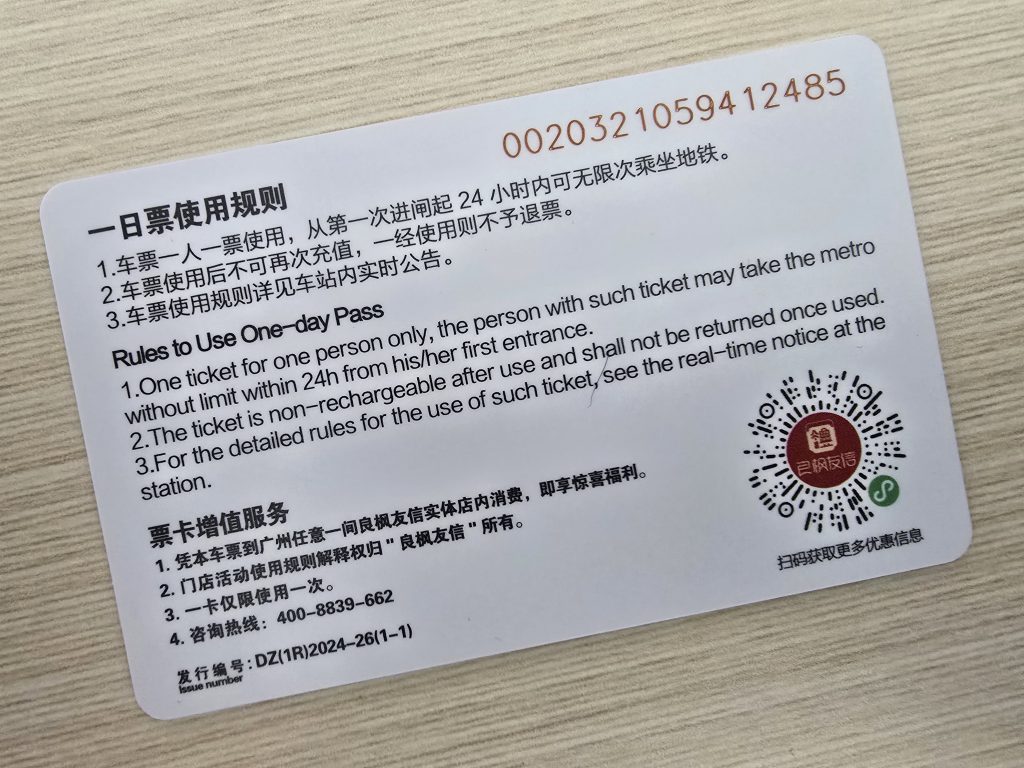 0020321059412485
一日票使用规则
1.车票一人一票使用，从第一次进闸起 24 小时内可无限次乘坐地铁。
2.车票使用后不可再次充值，一经使用则不予退票。
3.车票使用规则详见车站内实时公告。
Rules to Use One-day Pass
1.One ticket for one person only, the person with such ticket may take the metro
without limit within 24h from his/her first entrance.
2.The ticket is non-rechargeable after use and shall not be returned once used.
3.For the detailed rules for the use of such ticket, see the real-time notice at the
station.
票卡增值服务
1. 凭本车票到广州任意一间良枫友信实体店内消费，即享惊喜福利。
2. 门店活动使用规则解释权归"良枫友信"所有。
3. 一卡仅限使用一次。
4. 咨询热线：400-8839-662
良枫友信
扫码获取更多优惠信息
发行编号:DZ(1R)2024-26(1-1)
Issue number